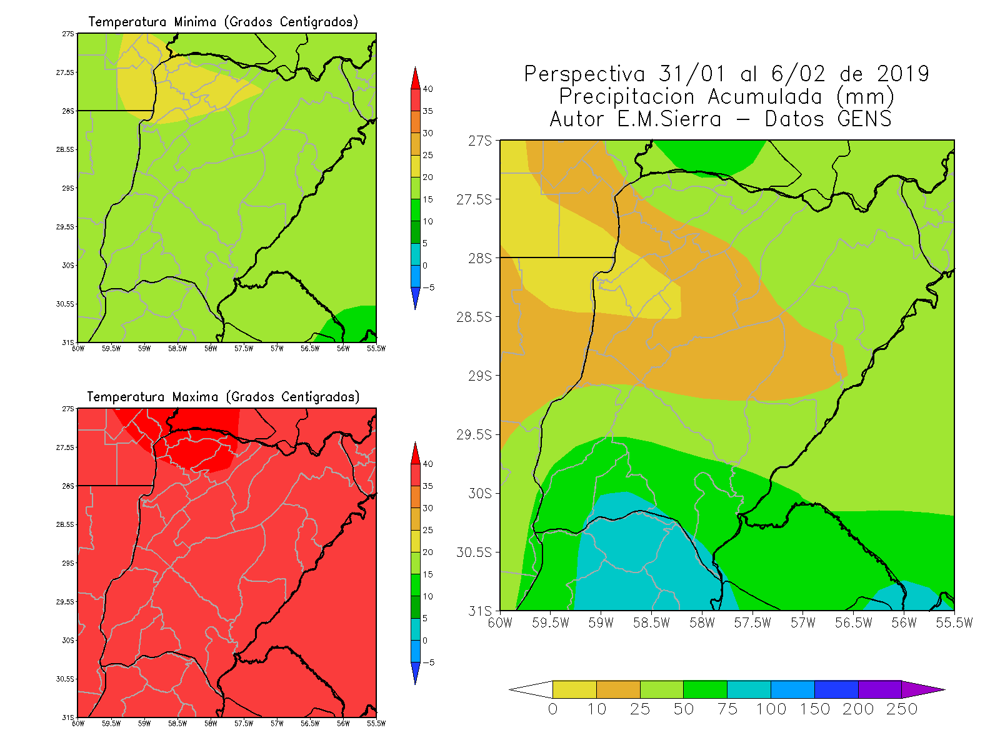 Temperatura Minima (Grados Centigrados)
27S
27.5S
28S
28.5S
29S
29.5S
30S
30.5S
31S
60W 59.5W 59W 58.5W 58W 57.5W 57W 56.5W 56W 55.5W
40
35
30
25
20
15
10
5
0
-5
Temperatura Maxima (Grados Centigradas)
27S
27.5S
28S
28.5S
29S
29.5S
30S
30.5S
31S
60W 59.5W 59W 58.5W 58W 57.5W 57W 56.5W 56W 55.5W
40
35
30
25
20
15
10
5
0
-5
Perspectiva 31/01 al 6/02 de 2019
Precipitacion Acumulada (mm)
Autor E.M.Sierra - Datos GENS
27S
27.5S
28S
28.5S
29S
29.5S
30S
30.5S
31S
60W 59.5W 59W 58.5W 58W 57.5W 57W 56.5W 56W 55.5W
0 10 25 50 75 100 150 200 250